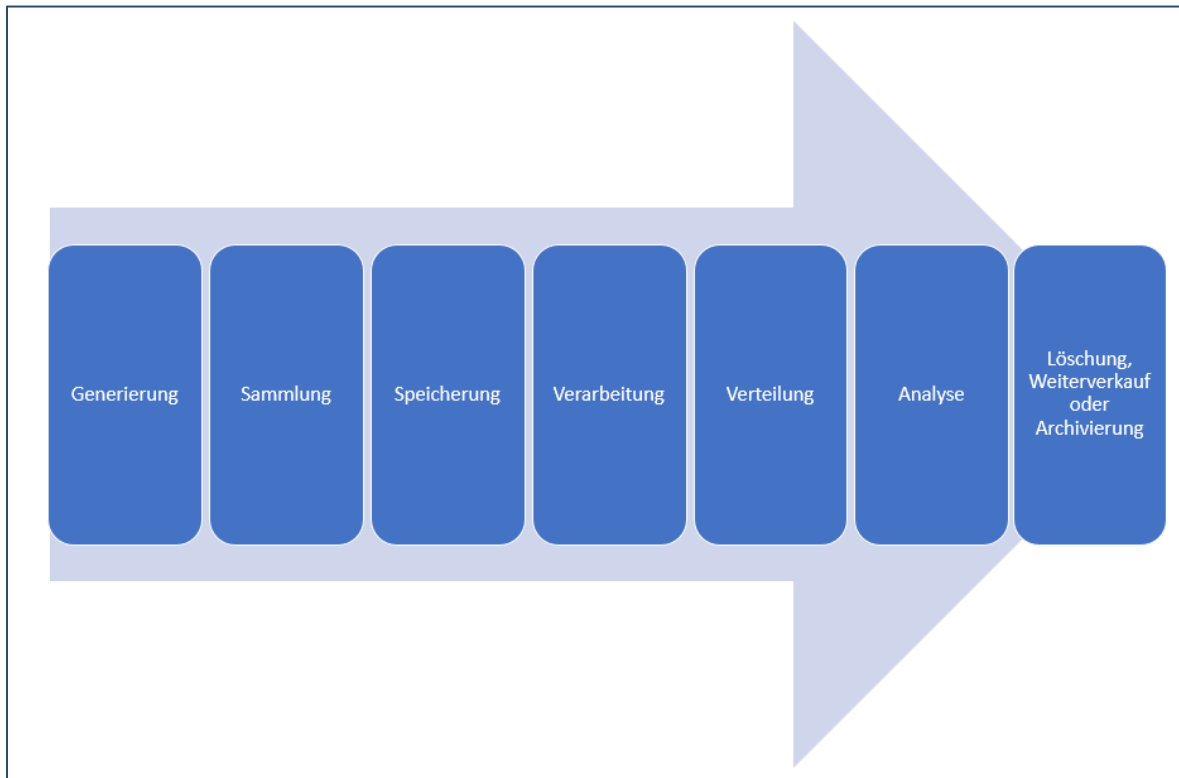 Generierung
Sammlung
Speicherung
Verarbeitung
Verteilung
Analyse
Löschung,
Weiterverkauf
oder
Archivierung